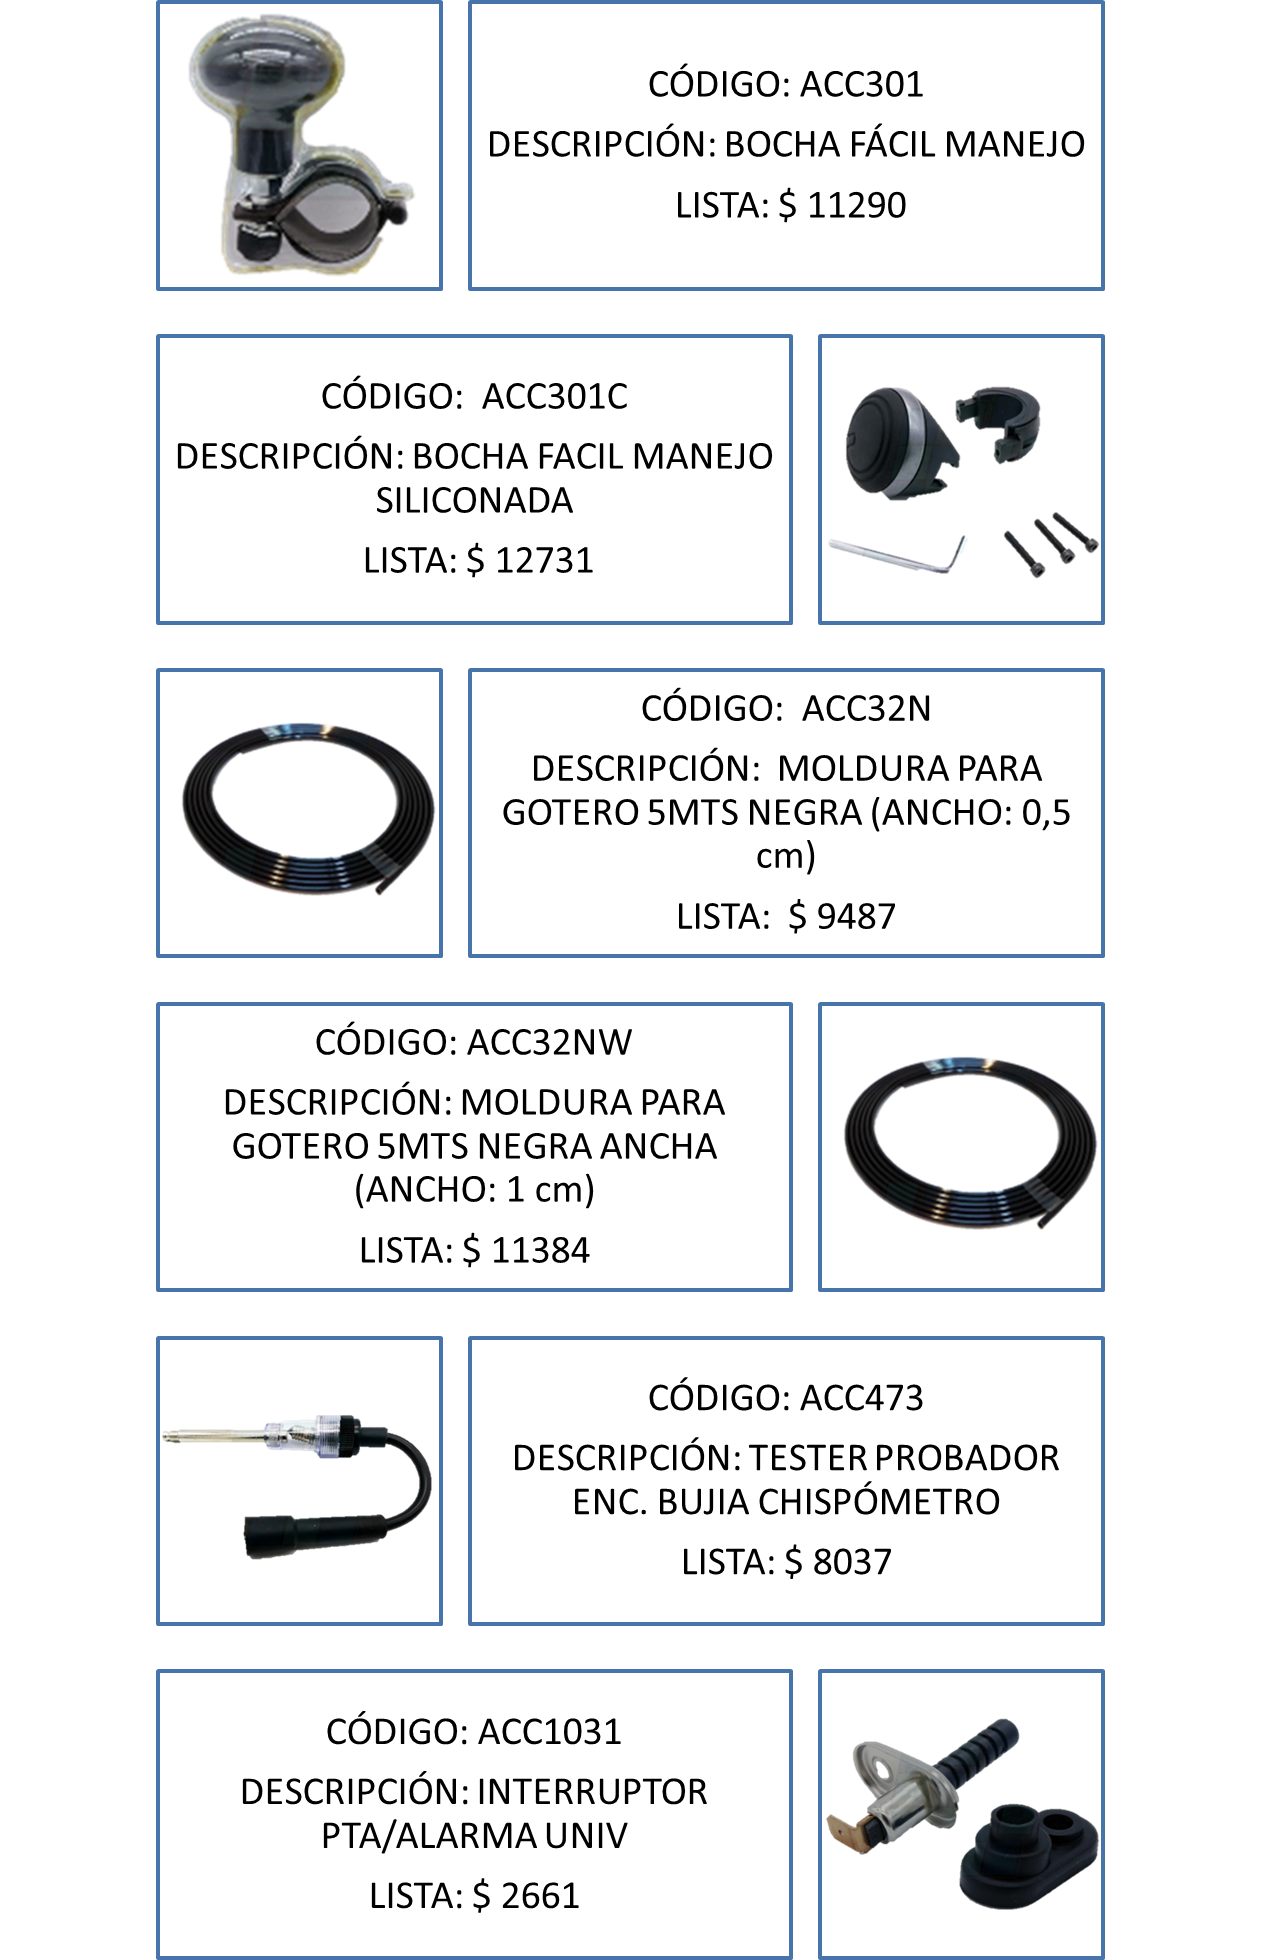 CÓDIGO: ACC301
DESCRIPCIÓN: BOCHA FÁCIL MANEJO
LISTA: $ 11290
CÓDIGO: ACC301C
DESCRIPCIÓN: BOCHA FACIL MANEJO
SILICONADA
LISTA: $ 12731
CÓDIGO: ACC32N
DESCRIPCIÓN: MOLDURA PARA
GOTERO 5MTS NEGRA (ANCHO: 0,5
cm)
LISTA: $ 9487
CÓDIGO: ACC32NW
DESCRIPCIÓN: MOLDURA PARA
GOTERO 5MTS NEGRA ANCHA
(ANCHO: 1 cm)
LISTA: $ 11384
CÓDIGO: ACC473
DESCRIPCIÓN: TESTER PROBADOR
ENC. BUJIA CHISPÓMETRO
LISTA: $ 8037
CÓDIGO: ACC1031
DESCRIPCIÓN: INTERRUPTOR
PTA/ALARMA UNIV
LISTA: $ 2661